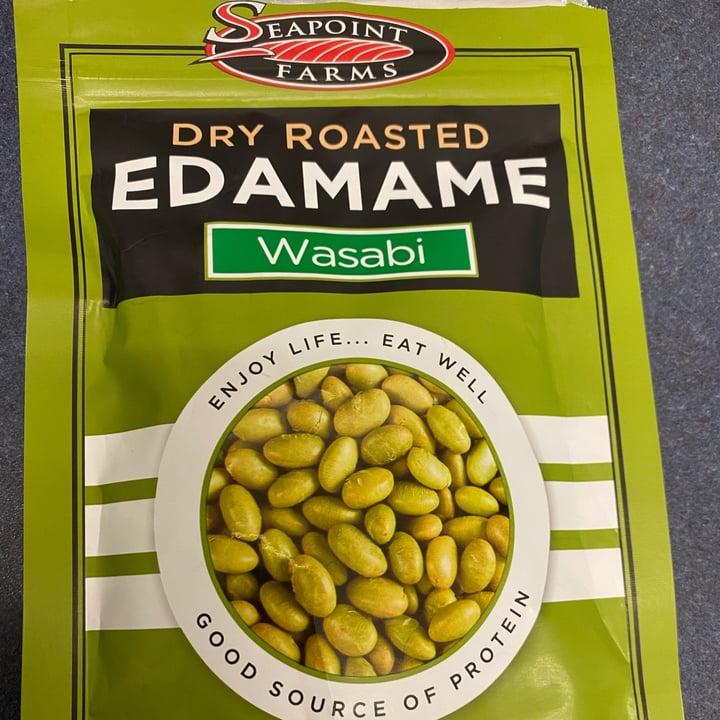 SEAPOINT
FARMS
DRY ROASTED
EDAMAME
Wasabi
ENJOY LIFE... EAT WELL
GOOD SOURCE OF PROTEIN